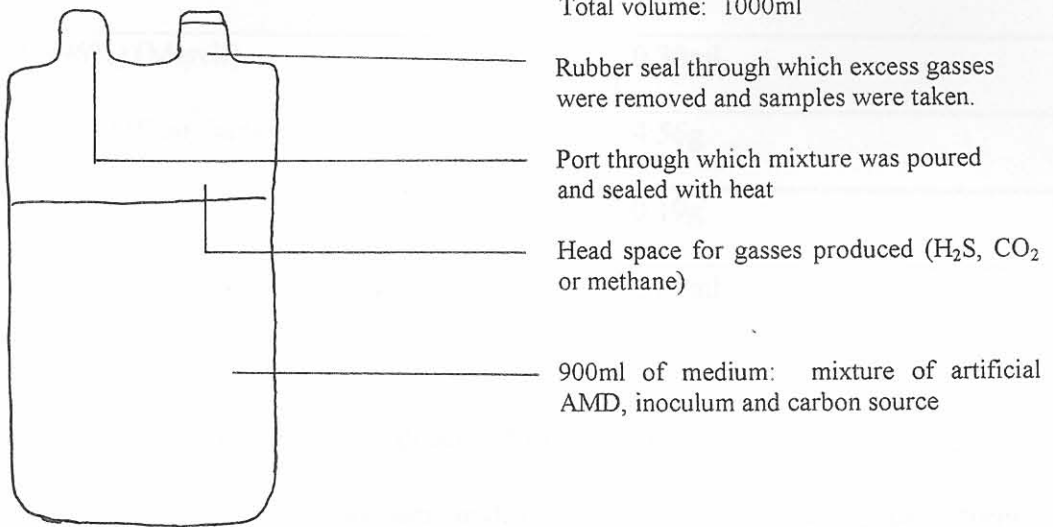 Total volume: 1000ml
Rubber seal through which excess gasses
were removed and samples were taken.
Port through which mixture was poured
and sealed with heat
Head space for gasses produced (H₂S, CO₂
or methane)
900ml of medium: mixture of artificial
AMD, inoculum and carbon source